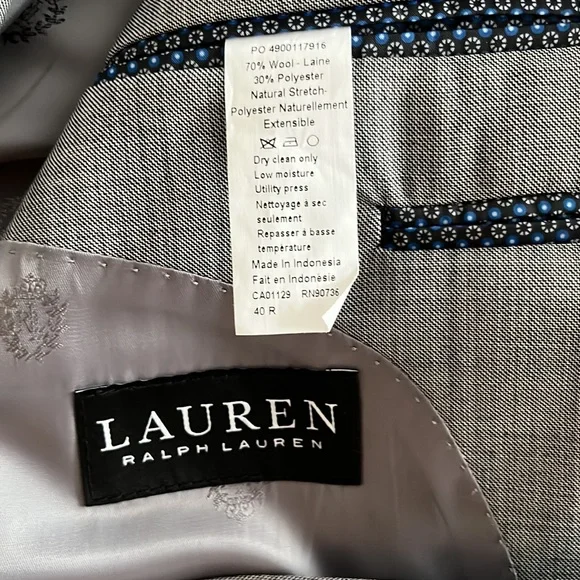 PO 4900117916
70% Wool - Laine
30% Polyester
Natural Stretch-
Polyester Naturellement
Extensible
Dry clean only
Low moisture
Utility press
Nettoyage à sec
seulement
Repasser à basse
température
Made In Indonesia
Fait en Indonésie
CA01129 RN90736
40 R
LAUREN
RALPH LAUREN